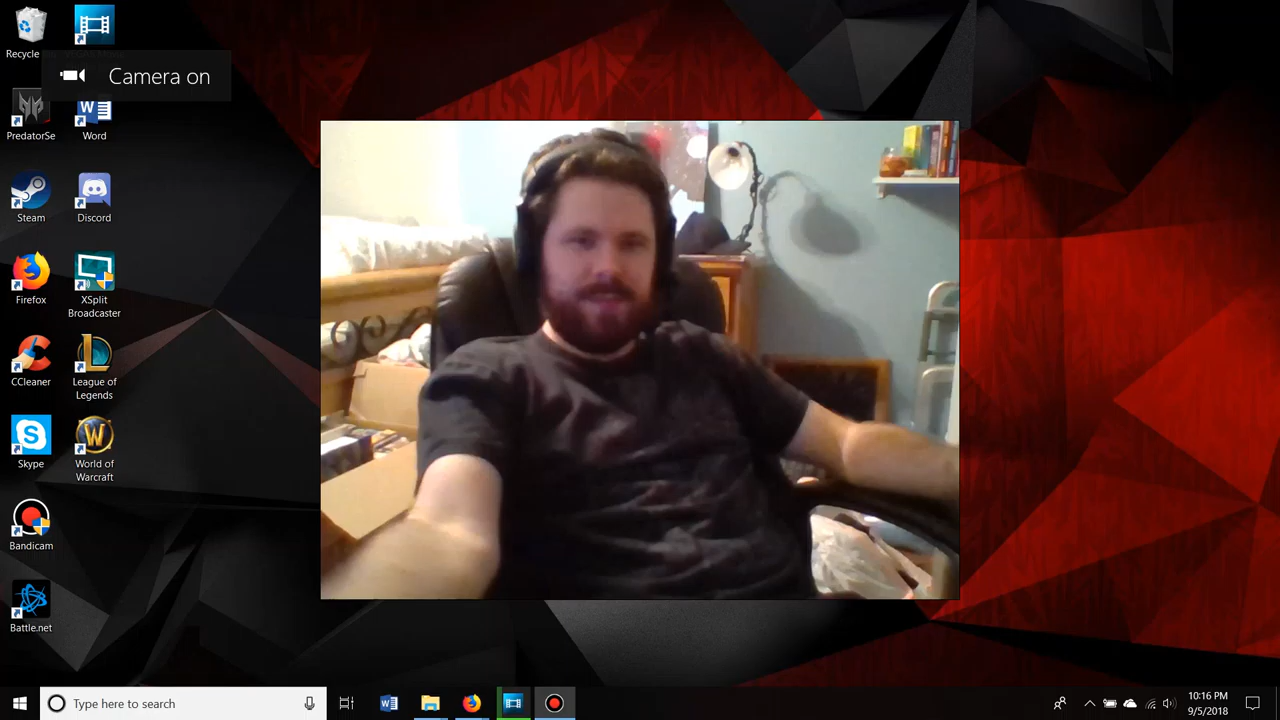 Recycle
Camera on
PredatorSe
Word
Steam
Discord
Firefox
XSplit
Broadcaster
CCleaner
League of
Legends
Skype
World of
Warcraft
Bandicam
Battle.net
Type here to search
10:16 PM
9/5/2018